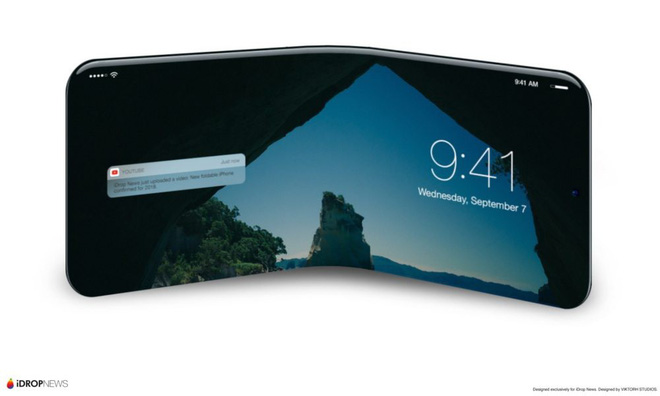 9:41 AM
YOUTUBE
Just now
iDrop News just uploaded a video: New foldable iPhone
confirmed for 2018
9:41
Wednesday, September 7
iDROPNEWS
Designed exclusively for iDrop News. Designed by VIKTORH STUDIOS.